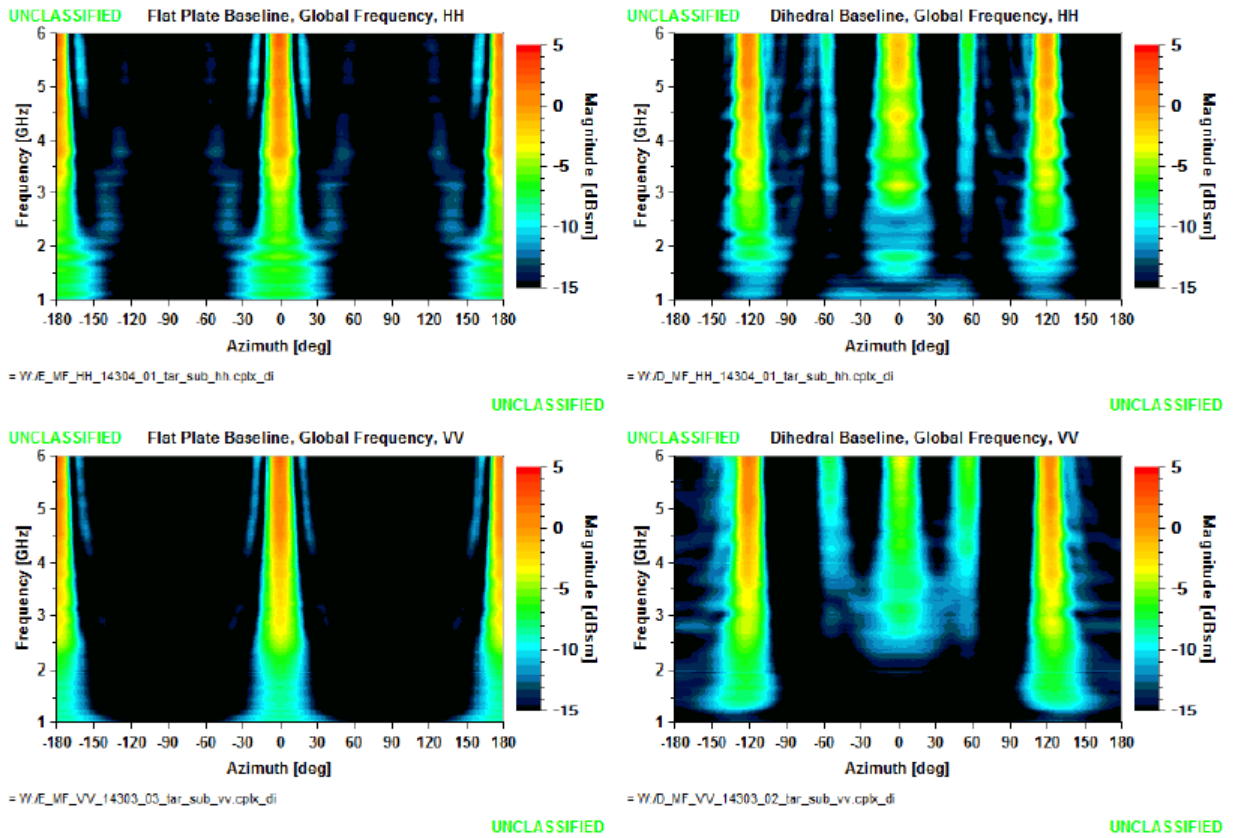 UNCLASSIFIED Flat Plate Baseline, Global Frequency, HH
6
5
4
3
2
1
Frequency [GHz]
-180 -150 -120 -90 -60 -30 0 30 60 90 120 150 180
Azimuth [deg]
5
0
-5
-10
-15
Magnitude [dBsm]
= W:/E_MF_HH_14304_01_tar_sub_hh.cplx_di
UNCLASSIFIED
UNCLASSIFIED Dihedral Baseline, Global Frequency, HH
6
5
4
3
2
1
Frequency [GHz]
-180 -150 -120 -90 -60 -30 0 30 60 90 120 150 180
Azimuth [deg]
5
0
-5
-10
-15
Magnitude [dBsm]
= W:/D_MF_HH_14304_01_tar_sub_hh.cplx_di
UNCLASSIFIED
UNCLASSIFIED Flat Plate Baseline, Global Frequency, VV
6
5
4
3
2
1
Frequency [GHz]
-180 -150 -120 -90 -60 -30 0 30 60 90 120 150 180
Azimuth [deg]
5
0
-5
-10
-15
Magnitude [dBsm]
= W:/E_MF_VV_14303_03_tar_sub_vv.cplx_di
UNCLASSIFIED
UNCLASSIFIED Dihedral Baseline, Global Frequency, VV
6
5
4
3
2
1
Frequency [GHz]
-180 -150 -120 -90 -60 -30 0 30 60 90 120 150 180
Azimuth [deg]
5
0
-5
-10
-15
Magnitude [dBsm]
= W:/D_MF_VV_14303_02_tar_sub_vv.cplx_di
UNCLASSIFIED